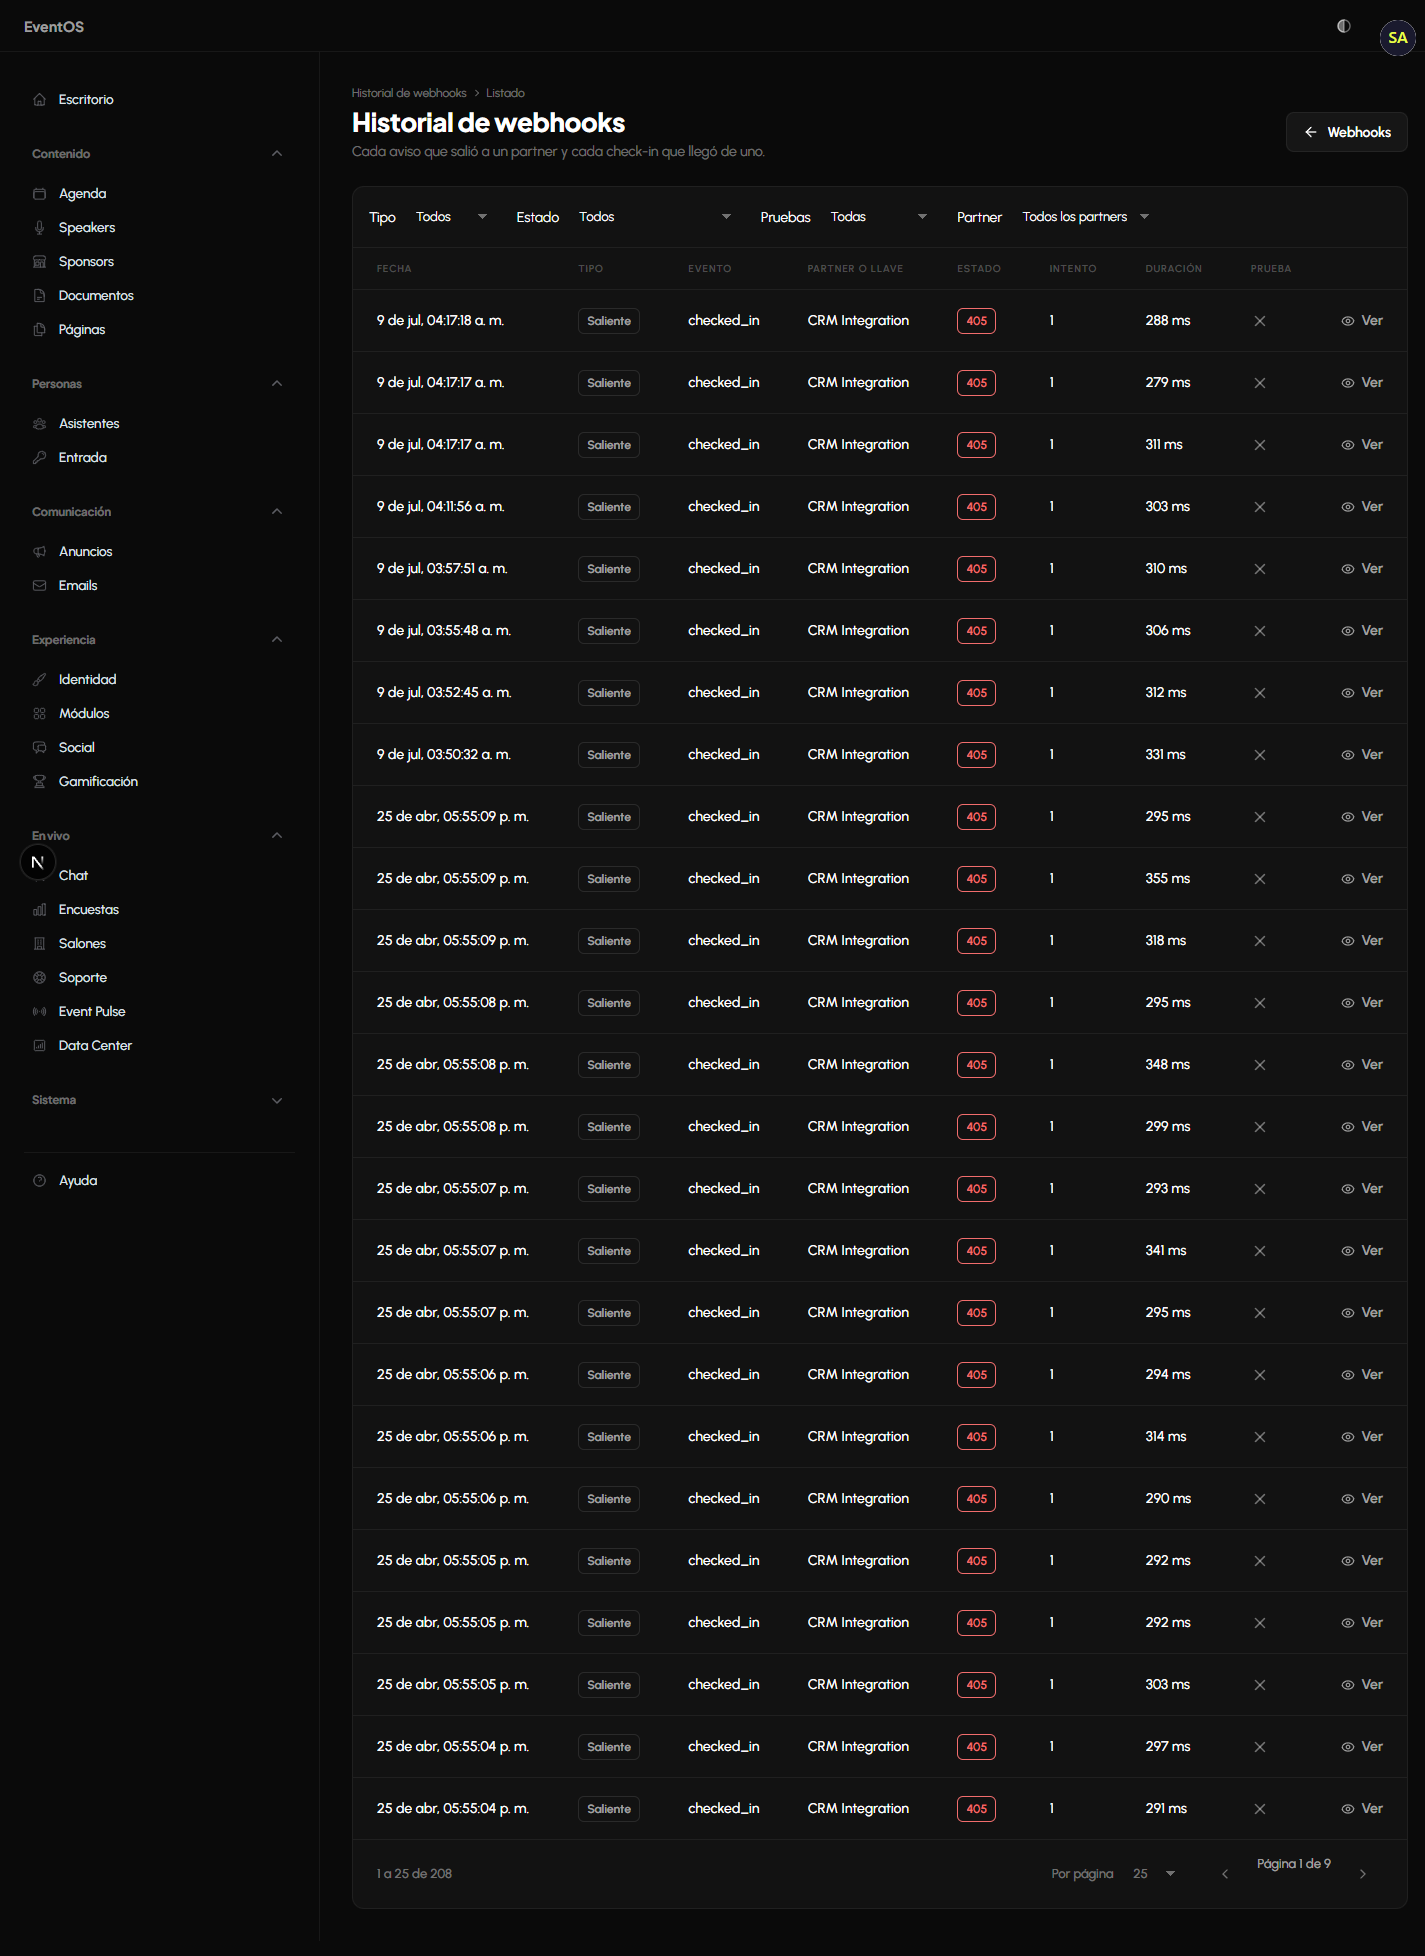 EventOS
SA
Escritorio
Contenido
Agenda
Speakers
Sponsors
Documentos
Páginas
Personas
Asistentes
Entrada
Comunicación
Anuncios
Emails
Experiencia
Identidad
Módulos
Social
Gamificación
En vivo
N
Chat
Encuestas
Salones
Soporte
Event Pulse
Data Center
Sistema
Ayuda
Historial de webhooks > Listado
Historial de webhooks
Cada aviso que salió a un partner y cada check-in que llegó de uno.
Webhooks
Tipo Todos Estado Todos Pruebas Todas Partner Todos los partners
FECHA TIPO EVENTO PARTNER O LLAVE ESTADO INTENTO DURACIÓN PRUEBA
9 de jul, 04:17:18 a. m. Saliente checked_in CRM Integration 405 1 288 ms Ver
9 de jul, 04:17:17 a. m. Saliente checked_in CRM Integration 405 1 279 ms Ver
9 de jul, 04:17:17 a. m. Saliente checked_in CRM Integration 405 1 311 ms Ver
9 de jul, 04:11:56 a. m. Saliente checked_in CRM Integration 405 1 303 ms Ver
9 de jul, 03:57:51 a. m. Saliente checked_in CRM Integration 405 1 310 ms Ver
9 de jul, 03:55:48 a. m. Saliente checked_in CRM Integration 405 1 306 ms Ver
9 de jul, 03:52:45 a. m. Saliente checked_in CRM Integration 405 1 312 ms Ver
9 de jul, 03:50:32 a. m. Saliente checked_in CRM Integration 405 1 331 ms Ver
25 de abr, 05:55:09 p. m. Saliente checked_in CRM Integration 405 1 295 ms Ver
25 de abr, 05:55:09 p. m. Saliente checked_in CRM Integration 405 1 355 ms Ver
25 de abr, 05:55:09 p. m. Saliente checked_in CRM Integration 405 1 318 ms Ver
25 de abr, 05:55:08 p. m. Saliente checked_in CRM Integration 405 1 295 ms Ver
25 de abr, 05:55:08 p. m. Saliente checked_in CRM Integration 405 1 348 ms Ver
25 de abr, 05:55:08 p. m. Saliente checked_in CRM Integration 405 1 299 ms Ver
25 de abr, 05:55:07 p. m. Saliente checked_in CRM Integration 405 1 293 ms Ver
25 de abr, 05:55:07 p. m. Saliente checked_in CRM Integration 405 1 341 ms Ver
25 de abr, 05:55:07 p. m. Saliente checked_in CRM Integration 405 1 295 ms Ver
25 de abr, 05:55:06 p. m. Saliente checked_in CRM Integration 405 1 294 ms Ver
25 de abr, 05:55:06 p. m. Saliente checked_in CRM Integration 405 1 314 ms Ver
25 de abr, 05:55:06 p. m. Saliente checked_in CRM Integration 405 1 290 ms Ver
25 de abr, 05:55:05 p. m. Saliente checked_in CRM Integration 405 1 292 ms Ver
25 de abr, 05:55:05 p. m. Saliente checked_in CRM Integration 405 1 292 ms Ver
25 de abr, 05:55:05 p. m. Saliente checked_in CRM Integration 405 1 303 ms Ver
25 de abr, 05:55:04 p. m. Saliente checked_in CRM Integration 405 1 297 ms Ver
25 de abr, 05:55:04 p. m. Saliente checked_in CRM Integration 405 1 291 ms Ver
1 a 25 de 208 Por página 25 Página 1 de 9